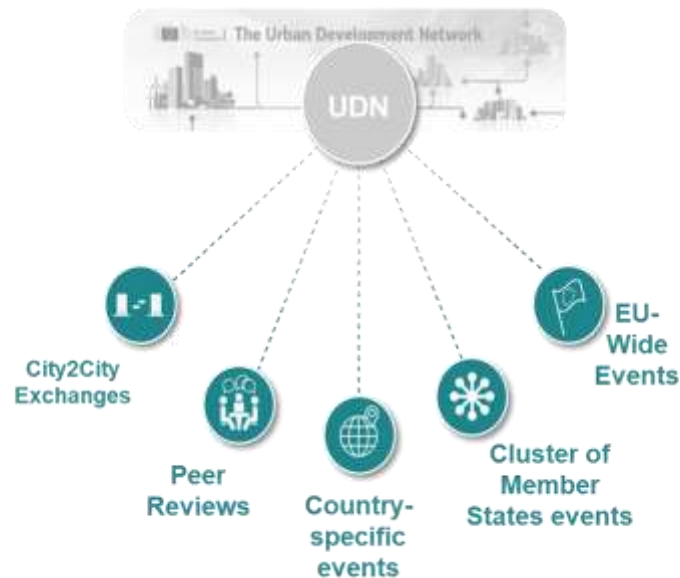 The Urban Development Network
UDN
City2City
Exchanges
Peer
Reviews
Country-
specific
events
Cluster of
Member
States events
EU-
Wide
Events